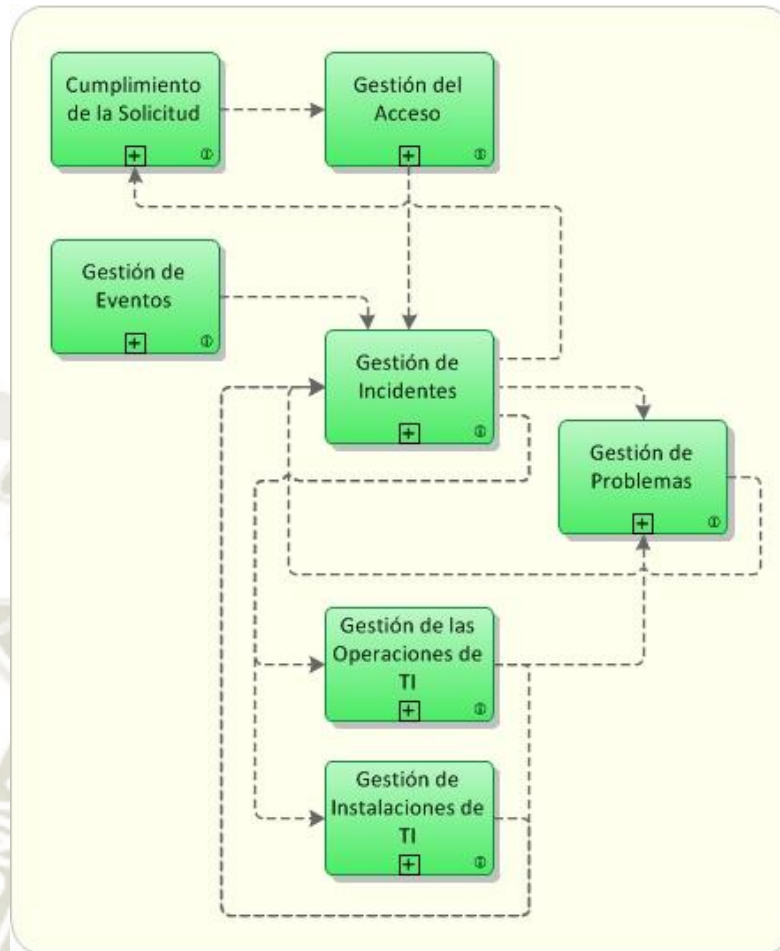 Cumplimiento
de la Solicitud
Gestión del
Acceso
Gestión de
Eventos
Gestión de
Incidentes
Gestión de
Problemas
Gestión de las
Operaciones de
TI
Gestión de
Instalaciones de
TI